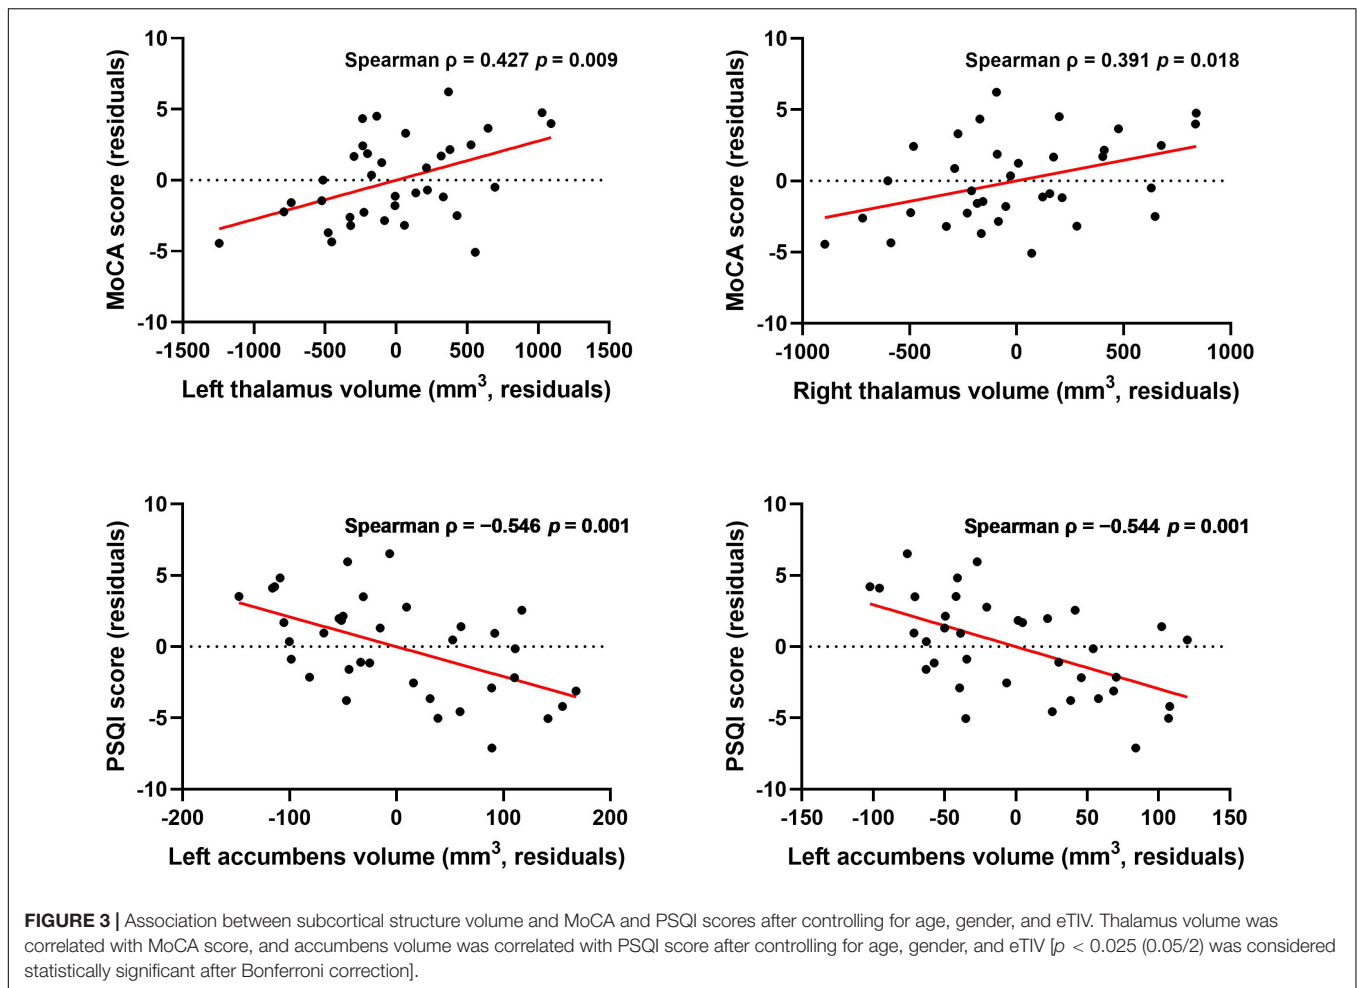 Spearman ρ = 0.427 p = 0.009
MoCA score (residuals)
10
5
0
-5
-10
-1500 -1000 -500 0 500 1000 1500
Left thalamus volume (mm³, residuals)
Spearman ρ = 0.391 p = 0.018
MoCA score (residuals)
10
5
0
-5
-10
-1000 -500 0 500 1000
Right thalamus volume (mm³, residuals)
Spearman ρ = −0.546 p = 0.001
PSQI score (residuals)
10
5
0
-5
-10
-200 -100 0 100 200
Left accumbens volume (mm³, residuals)
Spearman ρ = −0.544 p = 0.001
PSQI score (residuals)
10
5
0
-5
-10
-150 -100 -50 0 50 100 150
Left accumbens volume (mm³, residuals)
FIGURE 3 | Association between subcortical structure volume and MoCA and PSQI scores after controlling for age, gender, and eTIV. Thalamus volume was
correlated with MoCA score, and accumbens volume was correlated with PSQI score after controlling for age, gender, and eTIV [p < 0.025 (0.05/2) was considered
statistically significant after Bonferroni correction].